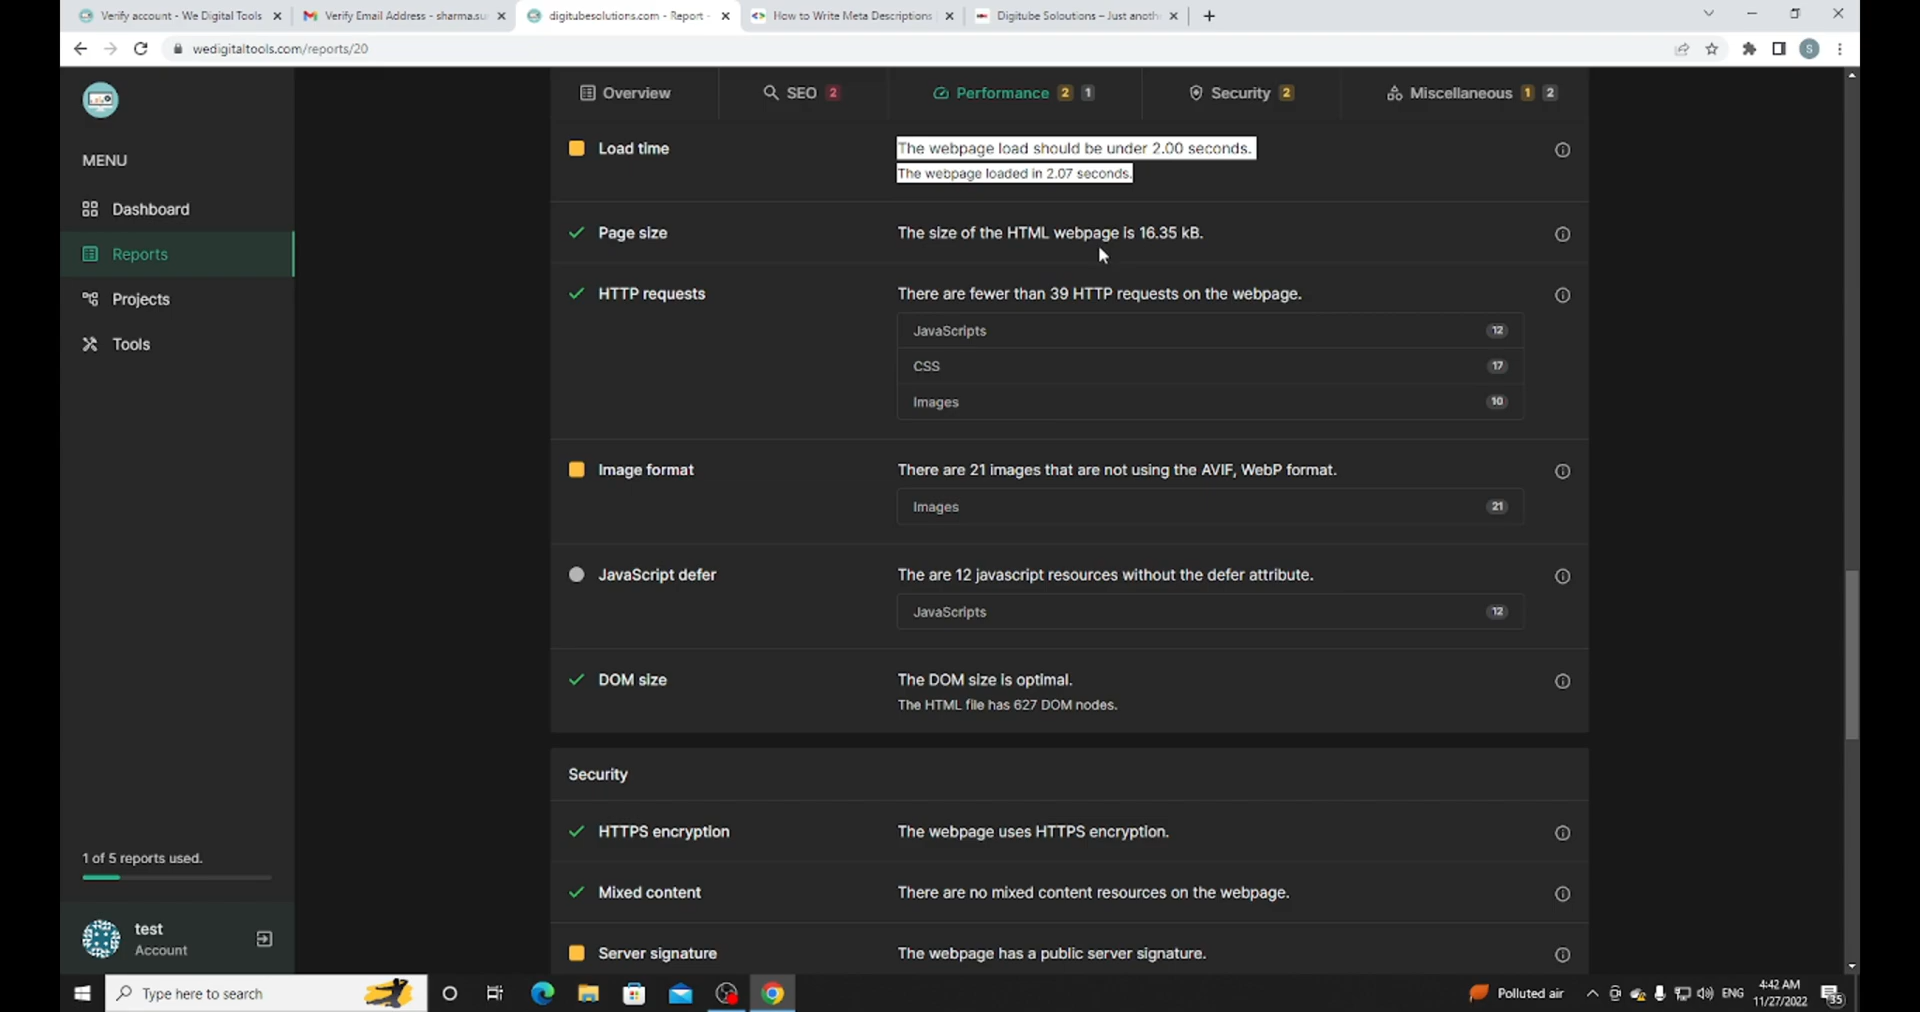 Verify account - We Digital Tools
Verify Email Address - sharma.su
digitubesolutions.com - Report -
How to Write Meta Descriptions
Digitube Soloutions – Just anoth
wedigitaltools.com/reports/20
S
MENU
Dashboard
Reports
Projects
Tools
1 of 5 reports used.
test
Account
Overview
SEO 2
Performance 2 1
Security 2
Miscellaneous 1 2
Load time
The webpage load should be under 2.00 seconds.
The webpage loaded in 2.07 seconds.
Page size
The size of the HTML webpage is 16.35 kB.
HTTP requests
There are fewer than 39 HTTP requests on the webpage.
JavaScripts 12
CSS 17
Images 10
Image format
There are 21 images that are not using the AVIF, WebP format.
Images 21
JavaScript defer
The are 12 javascript resources without the defer attribute.
JavaScripts 12
DOM size
The DOM size is optimal.
The HTML file has 627 DOM nodes.
Security
HTTPS encryption
The webpage uses HTTPS encryption.
Mixed content
There are no mixed content resources on the webpage.
Server signature
The webpage has a public server signature.
Type here to search
Polluted air
ENG
4:42 AM
11/27/2022
35